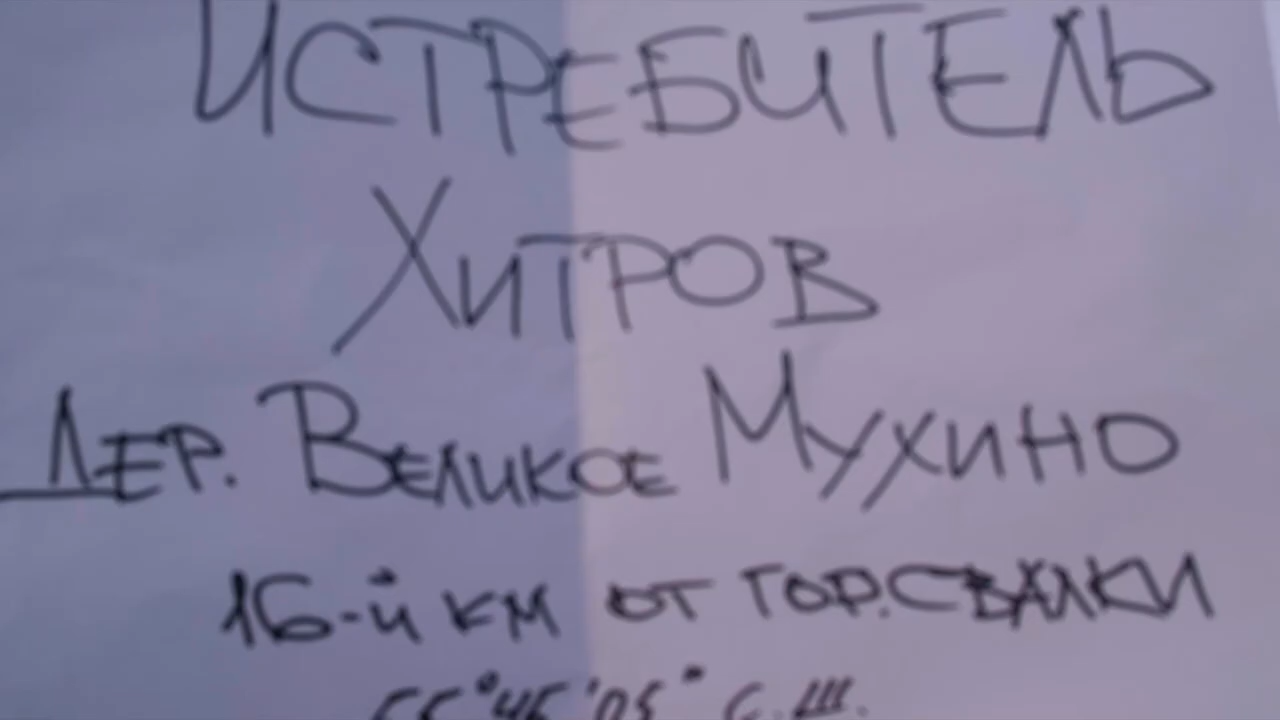 ИСТРЕБИТЕЛЬ
ХИТРОВ
ДЕР. ВЕЛИКОЕ МУХИНО
16-й км от гор. свалки
с.ш.